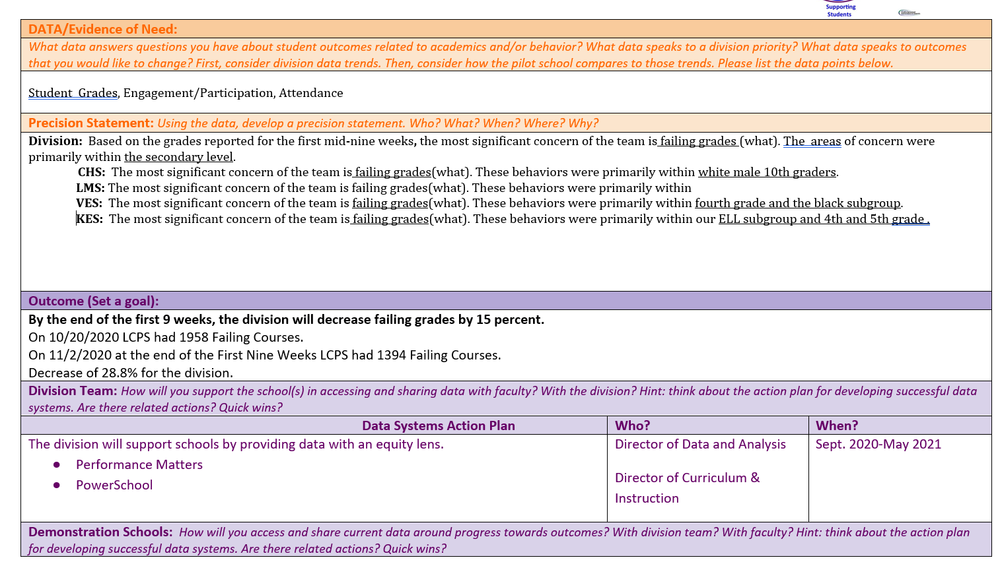 Supporting
Students
DATA/Evidence of Need:
What data answers questions you have about student outcomes related to academics and/or behavior? What data speaks to a division priority? What data speaks to outcomes
that you would like to change? First, consider division data trends. Then, consider how the pilot school compares to those trends. Please list the data points below.
Student  Grades, Engagement/Participation, Attendance
Precision Statement: Using the data, develop a precision statement. Who? What? When? Where? Why?
Division:  Based on the grades reported for the first mid-nine weeks, the most significant concern of the team is failing grades (what). The  areas of concern were
primarily within the secondary level.
CHS:  The most significant concern of the team is failing grades(what). These behaviors were primarily within white male 10th graders.
LMS: The most significant concern of the team is failing grades(what). These behaviors were primarily within
VES:  The most significant concern of the team is failing grades(what). These behaviors were primarily within fourth grade and the black subgroup.
KES:  The most significant concern of the team is failing grades(what). These behaviors were primarily within our ELL subgroup and 4th and 5th grade .
Outcome (Set a goal):
By the end of the first 9 weeks, the division will decrease failing grades by 15 percent.
On 10/20/2020 LCPS had 1958 Failing Courses.
On 11/2/2020 at the end of the First Nine Weeks LCPS had 1394 Failing Courses.
Decrease of 28.8% for the division.
Division Team: How will you support the school(s) in accessing and sharing data with faculty? With the division? Hint: think about the action plan for developing successful data
systems. Are there related actions? Quick wins?
Data Systems Action Plan
Who?
When?
The division will support schools by providing data with an equity lens.
● Performance Matters
● PowerSchool
Director of Data and Analysis
Director of Curriculum &
Instruction
Sept. 2020-May 2021
Demonstration Schools:  How will you access and share current data around progress towards outcomes? With division team? With faculty? Hint: think about the action plan
for developing successful data systems. Are there related actions? Quick wins?